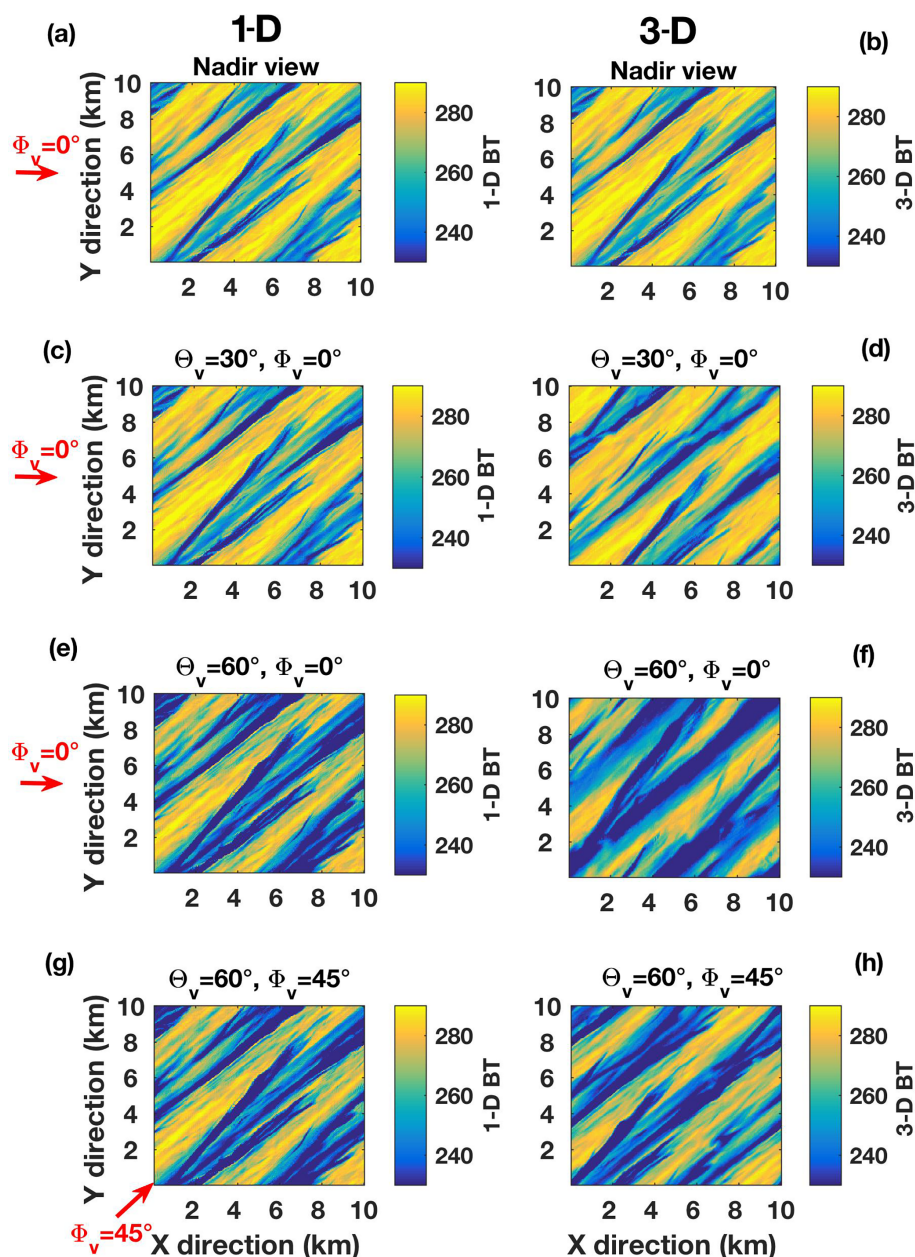 1-D
3-D
(a)
Nadir view
Y direction (km)
10
8
6
4
2
2 4 6 8 10
280
260
240
1-D BT
Φv=0°
(b)
Nadir view
10
8
6
4
2
2 4 6 8 10
280
260
240
3-D BT
(c)
Θv=30°, Φv=0°
Y direction (km)
10
8
6
4
2
2 4 6 8 10
280
260
240
1-D BT
Φv=0°
(d)
Θv=30°, Φv=0°
10
8
6
4
2
2 4 6 8 10
280
260
240
3-D BT
(e)
Θv=60°, Φv=0°
Y direction (km)
10
8
6
4
2
2 4 6 8 10
280
260
240
1-D BT
Φv=0°
(f)
Θv=60°, Φv=0°
10
8
6
4
2
2 4 6 8 10
280
260
240
3-D BT
(g)
Θv=60°, Φv=45°
Y direction (km)
10
8
6
4
2
2 4 6 8 10
280
260
240
1-D BT
Φv=45°
X direction (km)
(h)
Θv=60°, Φv=45°
10
8
6
4
2
2 4 6 8 10
280
260
240
3-D BT
X direction (km)